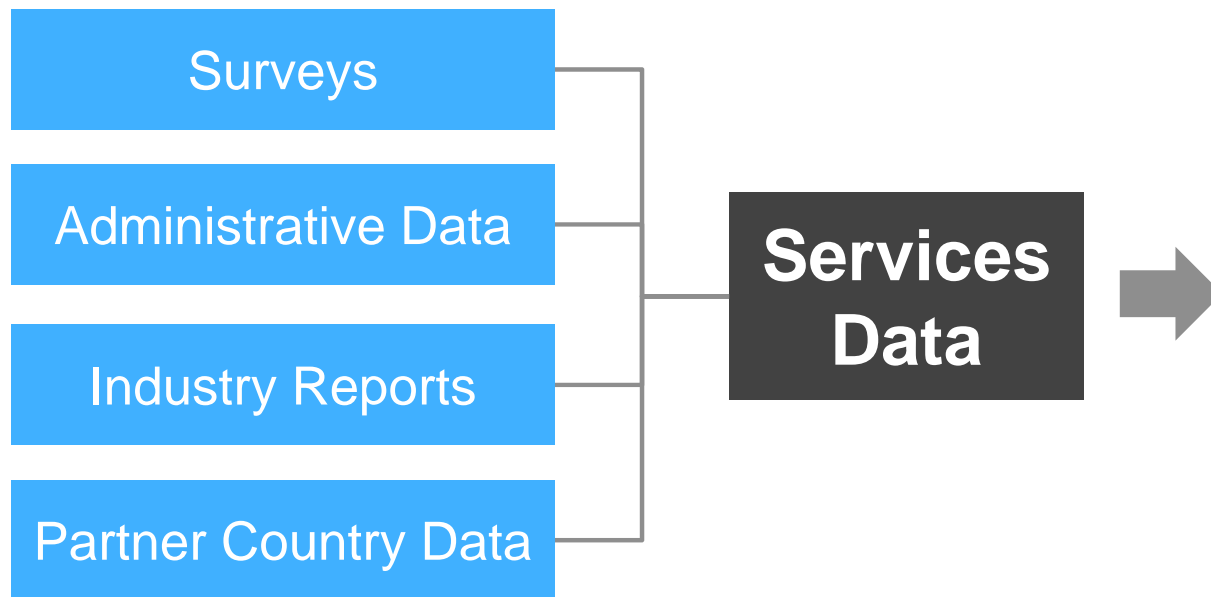 Surveys
Administrative Data
Industry Reports
Partner Country Data
Services
Data